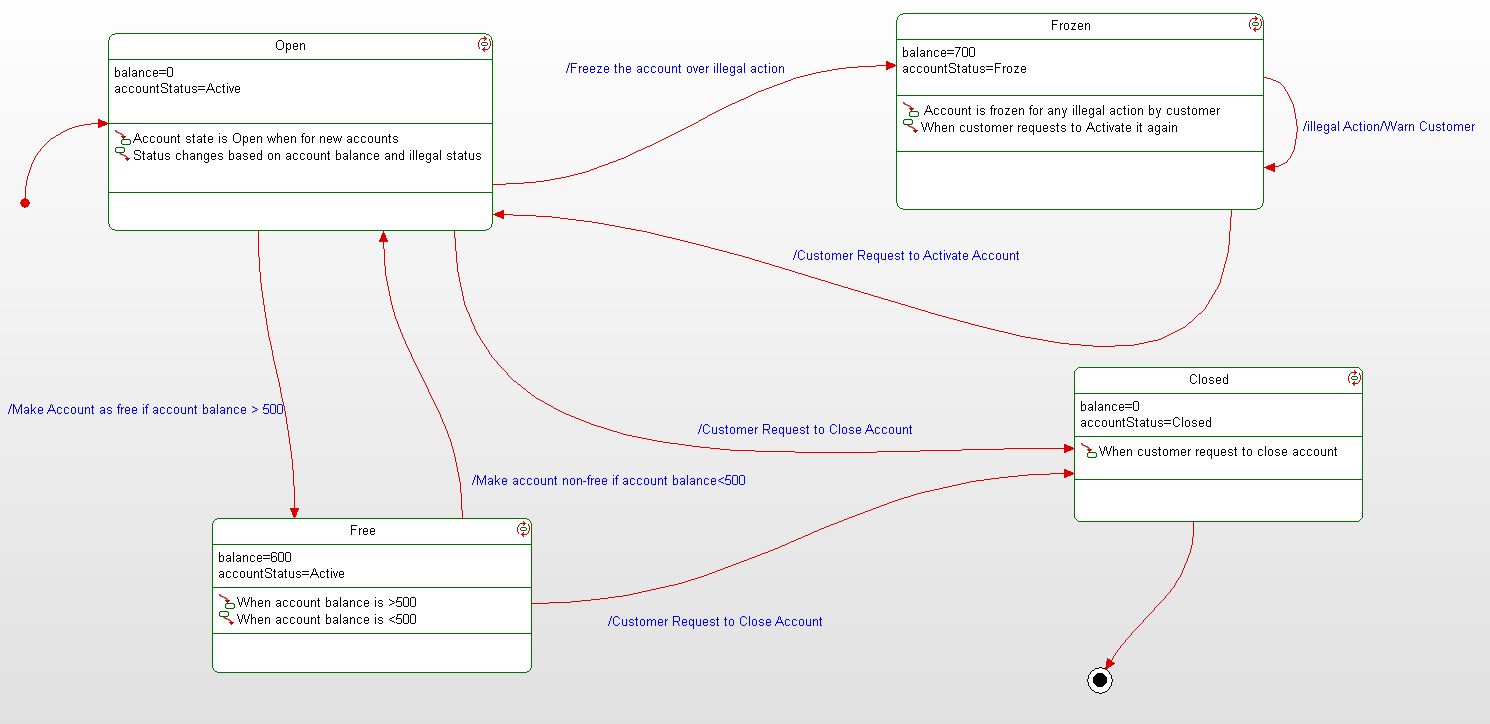 Open
balance=0
accountStatus=Active
Account state is Open when for new accounts
Status changes based on account balance and illegal status
/Freeze the account over illegal action
Frozen
balance=700
accountStatus=Froze
Account is frozen for any illegal action by customer
When customer requests to Activate it again
/illegal Action/Warn Customer
/Customer Request to Activate Account
/Make Account as free if account balance > 500
/Customer Request to Close Account
/Make account non-free if account balance<500
Closed
balance=0
accountStatus=Closed
When customer request to close account
Free
balance=600
accountStatus=Active
When account balance is >500
When account balance is <500
/Customer Request to Close Account